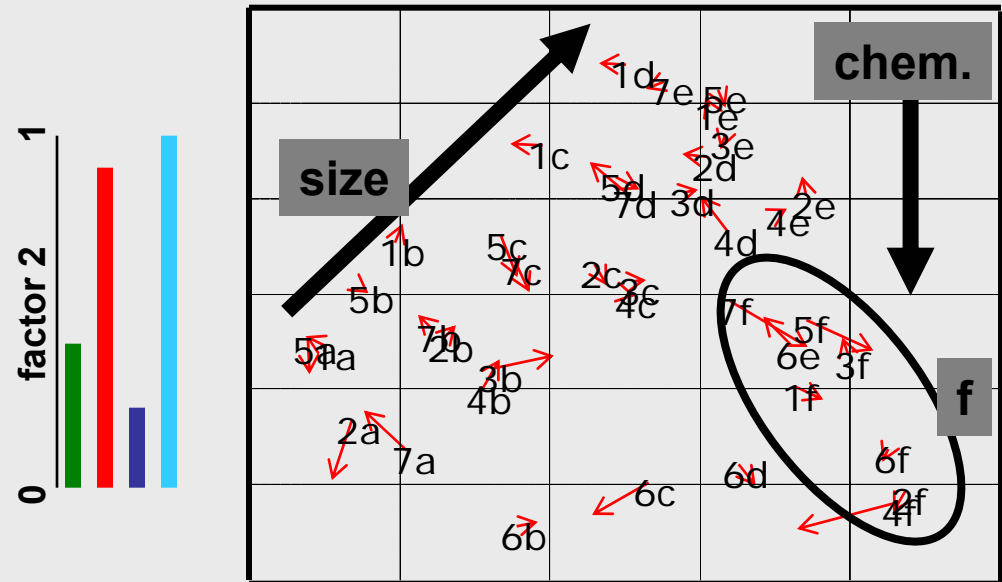 1
factor 2
0
size
chem.
f
1d
7e
5e
1e
3e
2d
1c
5d
7d
3d
2e
4e
4d
1b
5c
7c
2c
3c
4c
5b
7f
5f
6e
3f
5a
1a
7b
2b
3b
4b
1f
2a
7a
6d
6f
6c
2f
4f
6b